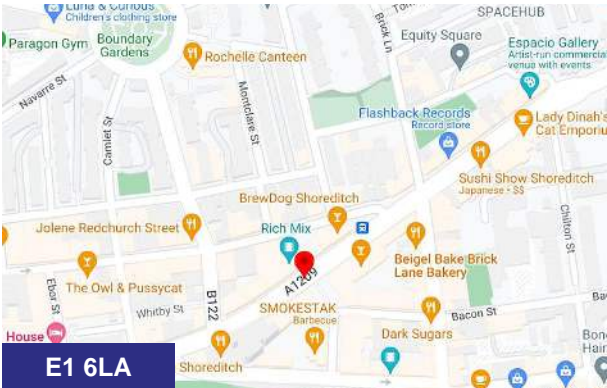 Luna & Curious
Children's clothing store
Paragon Gym
Boundary
Gardens
Rochelle Canteen
Navarre St
Camlet St
Montclare St
Brick Ln
SPACEHUB
Equity Square
Espacio Gallery
Artist-run commercial
venue with events
Flashback Records
Record store
Lady Dinah's
Cat Emporiu
Sushi Show Shoreditch
Japanese • $$
BrewDog Shoreditch
Jolene Redchurch Street
Rich Mix
Chilton St
The Owl & Pussycat
Ebor St
Whitby St
B122
A1209
Beigel Bake Brick
Lane Bakery
SMOKESTAK
Barbecue
Bacon St
Dark Sugars
House
Shoreditch
Bon
Hair
E1 6LA